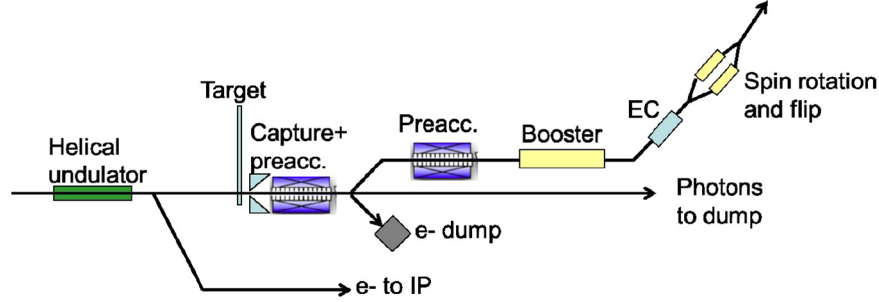 Helical
undulator
Target
Capture+
preacc.
Preacc.
Booster
EC
Spin rotation
and flip
Photons
to dump
e- dump
e- to IP